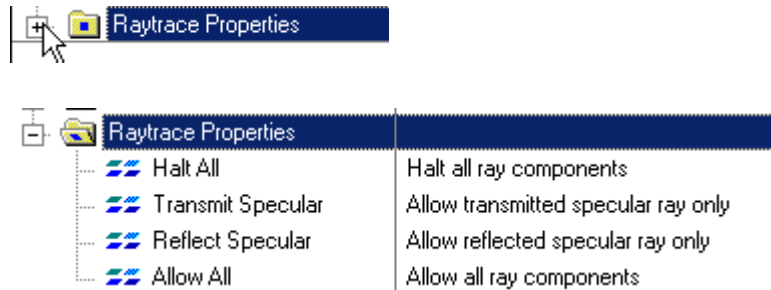 Raytrace Properties
Raytrace Properties
Halt All Halt all ray components
Transmit Specular Allow transmitted specular ray only
Reflect Specular Allow reflected specular ray only
Allow All Allow all ray components